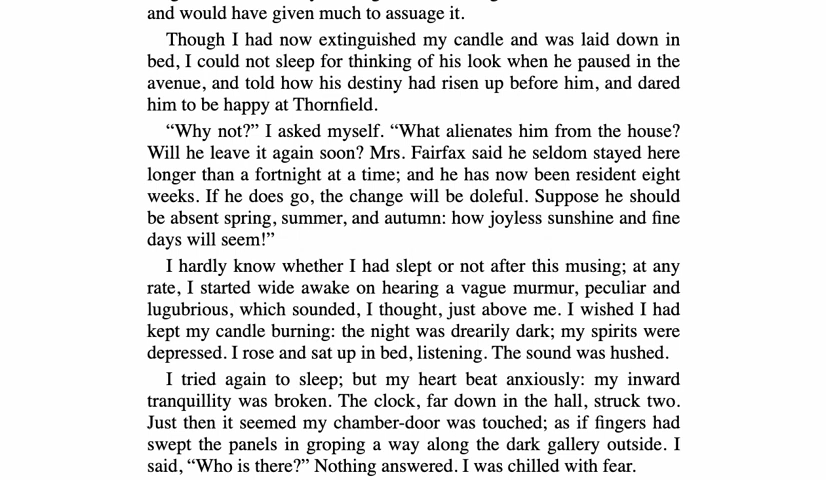 and would have given much to assuage it.
Though I had now extinguished my candle and was laid down in
bed, I could not sleep for thinking of his look when he paused in the
avenue, and told how his destiny had risen up before him, and dared
him to be happy at Thornfield.
“Why not?” I asked myself. “What alienates him from the house?
Will he leave it again soon? Mrs. Fairfax said he seldom stayed here
longer than a fortnight at a time; and he has now been resident eight
weeks. If he does go, the change will be doleful. Suppose he should
be absent spring, summer, and autumn: how joyless sunshine and fine
days will seem!”
I hardly know whether I had slept or not after this musing; at any
rate, I started wide awake on hearing a vague murmur, peculiar and
lugubrious, which sounded, I thought, just above me. I wished I had
kept my candle burning: the night was drearily dark; my spirits were
depressed. I rose and sat up in bed, listening. The sound was hushed.
I tried again to sleep; but my heart beat anxiously: my inward
tranquillity was broken. The clock, far down in the hall, struck two.
Just then it seemed my chamber-door was touched; as if fingers had
swept the panels in groping a way along the dark gallery outside. I
said, “Who is there?” Nothing answered. I was chilled with fear.